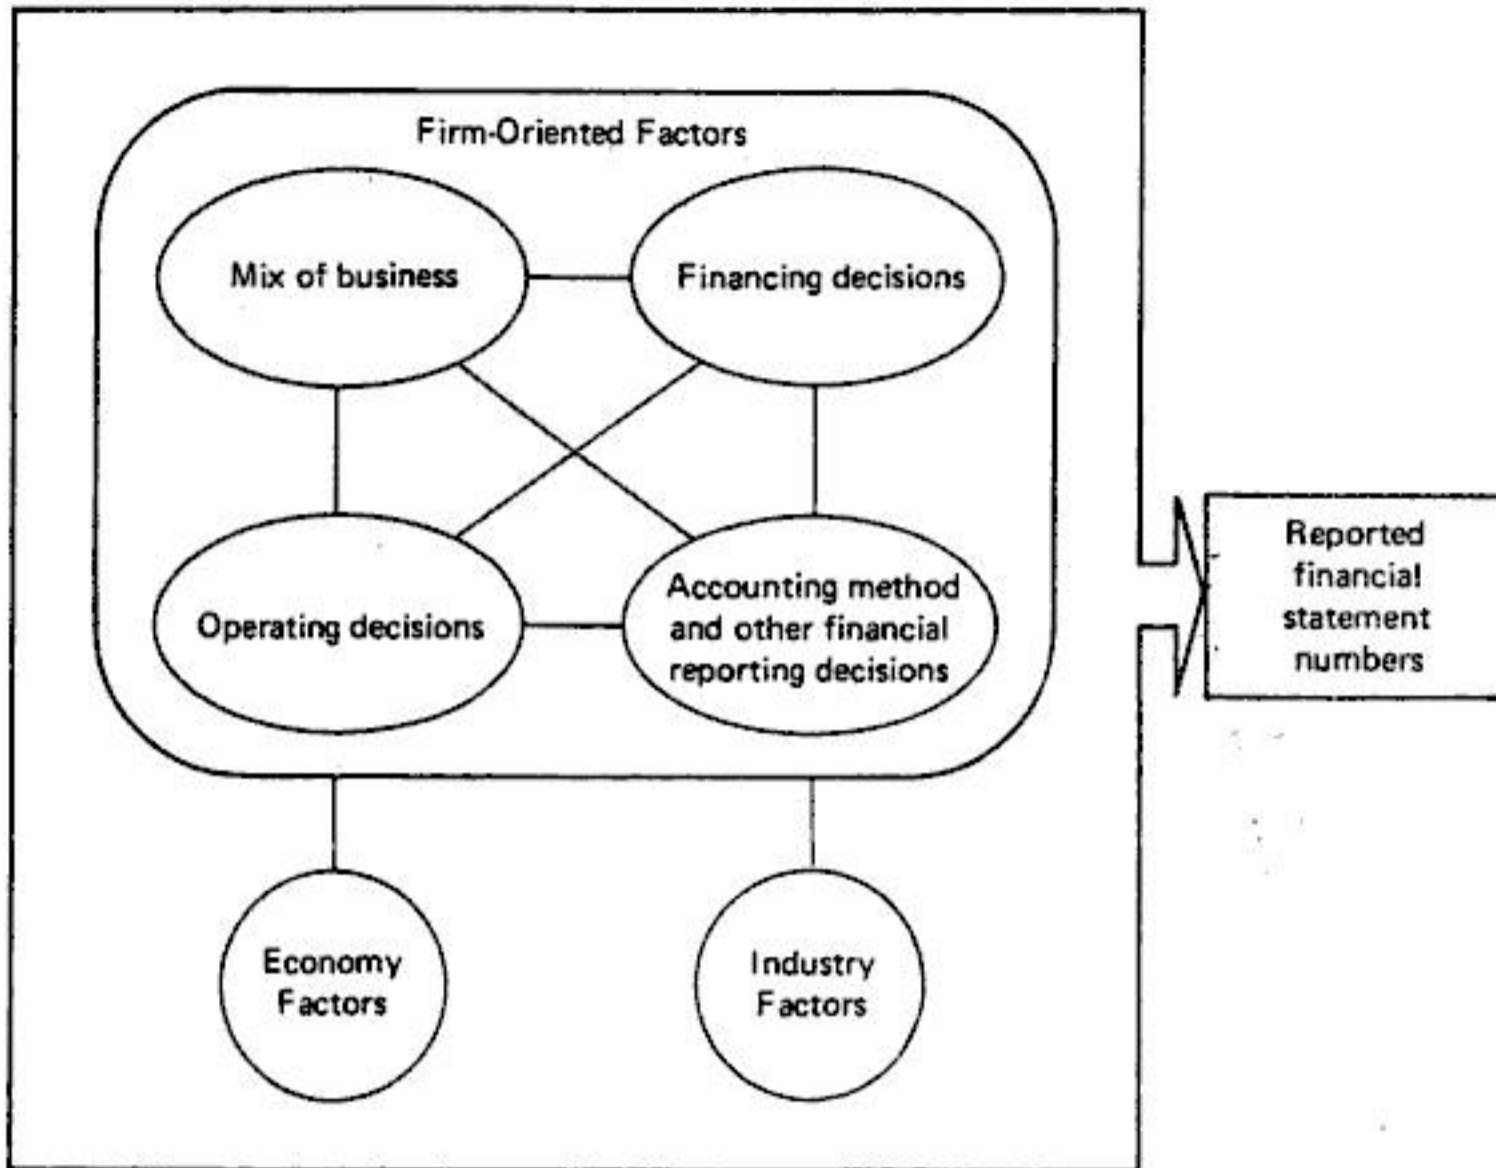 Firm-Oriented Factors
Mix of business
Financing decisions
Operating decisions
Accounting method
and other financial
reporting decisions
Economy
Factors
Industry
Factors
Reported
financial
statement
numbers